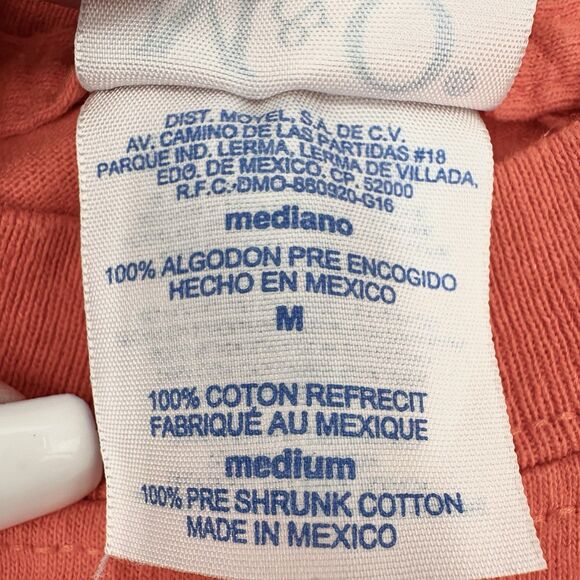 DIST. MOYEL, S.A. DE C.V.
AV. CAMINO DE LAS PARTIDAS #18
PARQUE IND. LERMA, LERMA DE VILLADA,
EDO. DE MEXICO, CP. 52000
R.F.C.-DMO-860920-G16
mediano
100% ALGODON PRE ENCOGIDO
HECHO EN MEXICO
M
100% COTON REFRECIT
FABRIQUÉ AU MEXIQUE
medium
100% PRE SHRUNK COTTON
MADE IN MEXICO